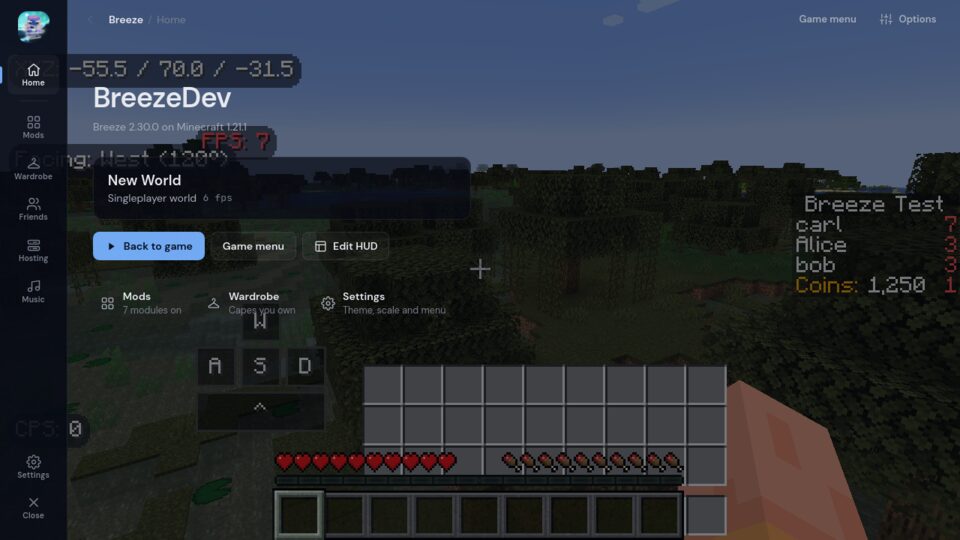 Breeze / Home
Game menu
Options
XYZ: -55.5 / 70.0 / -31.5
Home
BreezeDev
Breeze 2.30.0 on Minecraft 1.21.1
FPS: 7
Mods
Facing: West (120°)
Wardrobe
New World
Singleplayer world 6 fps
Friends
Breeze Test
carl 7
Alice 3
bob 3
Coins: 1,250 1
Hosting
Back to game
Game menu
Edit HUD
Music
Mods
7 modules on
Wardrobe
Capes you own
Settings
Theme, scale and menu
W
A S D
^
CPS: 0
Settings
Close